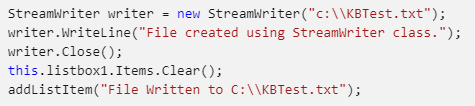 StreamWriter writer = new StreamWriter("c:\\KBTest.txt");
writer.WriteLine("File created using StreamWriter class.");
writer.Close();
this.listbox1.Items.Clear();
addListItem("File Written to C:\\KBTest.txt");